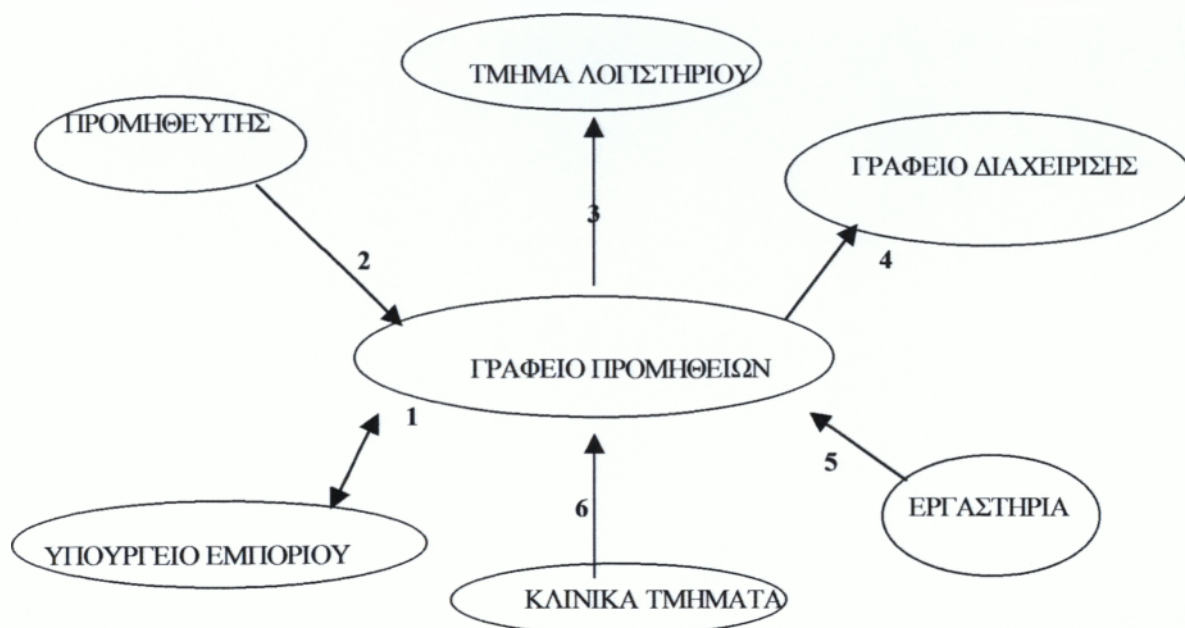 ΤΜΗΜΑ ΛΟΓΙΣΤΗΡΙΟΥ
ΠΡΟΜΗΘΕΥΤΗΣ
ΓΡΑΦΕΙΟ ΔΙΑΧΕΙΡΙΣΗΣ
3
2
4
ΓΡΑΦΕΙΟ ΠΡΟΜΗΘΕΙΩΝ
1
5
6
ΕΡΓΑΣΤΗΡΙΑ
ΥΠΟΥΡΓΕΙΟ ΕΜΠΟΡΙΟΥ
ΚΛΙΝΙΚΑ ΤΜΗΜΑΤΑ